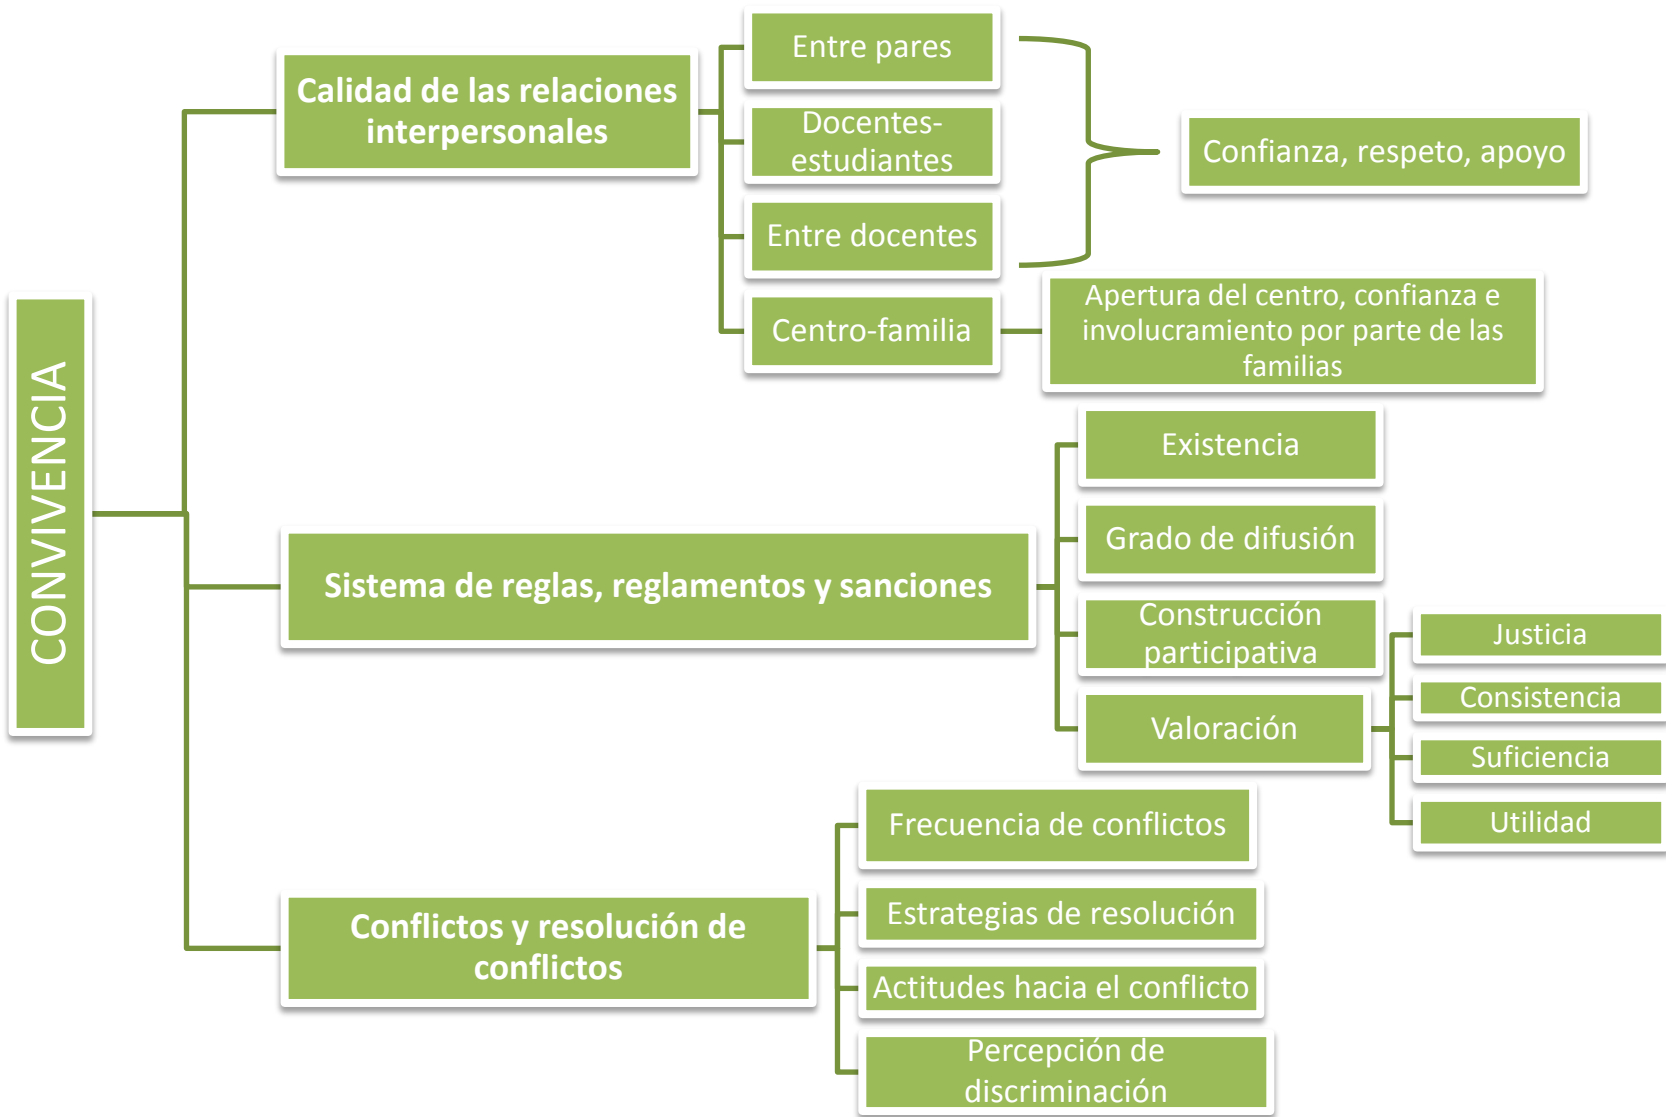 CONVIVENCIA
Calidad de las relaciones
interpersonales
Entre pares
Docentes-
estudiantes
Entre docentes
Centro-familia
Confianza, respeto, apoyo
Apertura del centro, confianza e
involucramiento por parte de las
familias
Sistema de reglas, reglamentos y sanciones
Existencia
Grado de difusión
Construcción
participativa
Valoración
Justicia
Consistencia
Suficiencia
Utilidad
Conflictos y resolución de
conflictos
Frecuencia de conflictos
Estrategias de resolución
Actitudes hacia el conflicto
Percepción de
discriminación